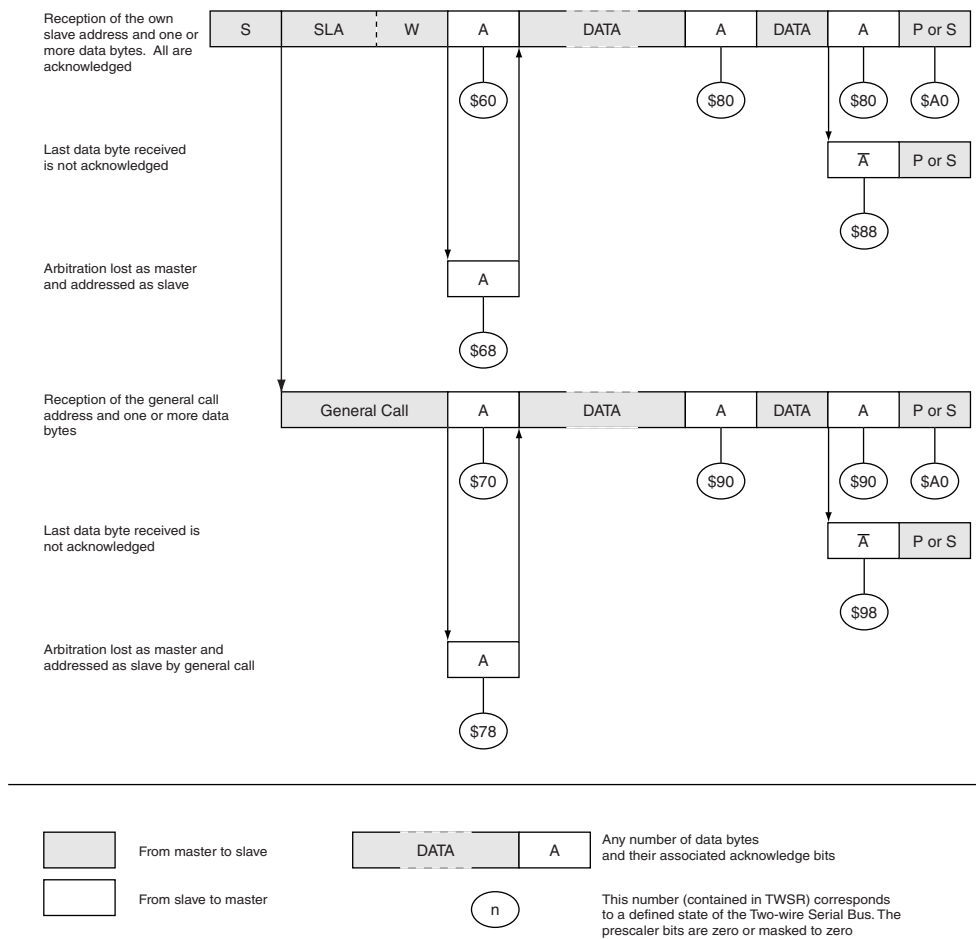 Reception of the own
slave address and one or
more data bytes. All are
acknowledged
S SLA W A DATA A DATA A P or S
$60 $80 $80 $A0
Last data byte received
is not acknowledged
A̅ P or S
$88
Arbitration lost as master
and addressed as slave
A
$68
Reception of the general call
address and one or more data
bytes
General Call A DATA A DATA A P or S
$70 $90 $90 $A0
Last data byte received is
not acknowledged
A̅ P or S
$98
Arbitration lost as master and
addressed as slave by general call
A
$78
From master to slave
DATA A
Any number of data bytes
and their associated acknowledge bits
From slave to master
n
This number (contained in TWSR) corresponds
to a defined state of the Two-wire Serial Bus. The
prescaler bits are zero or masked to zero